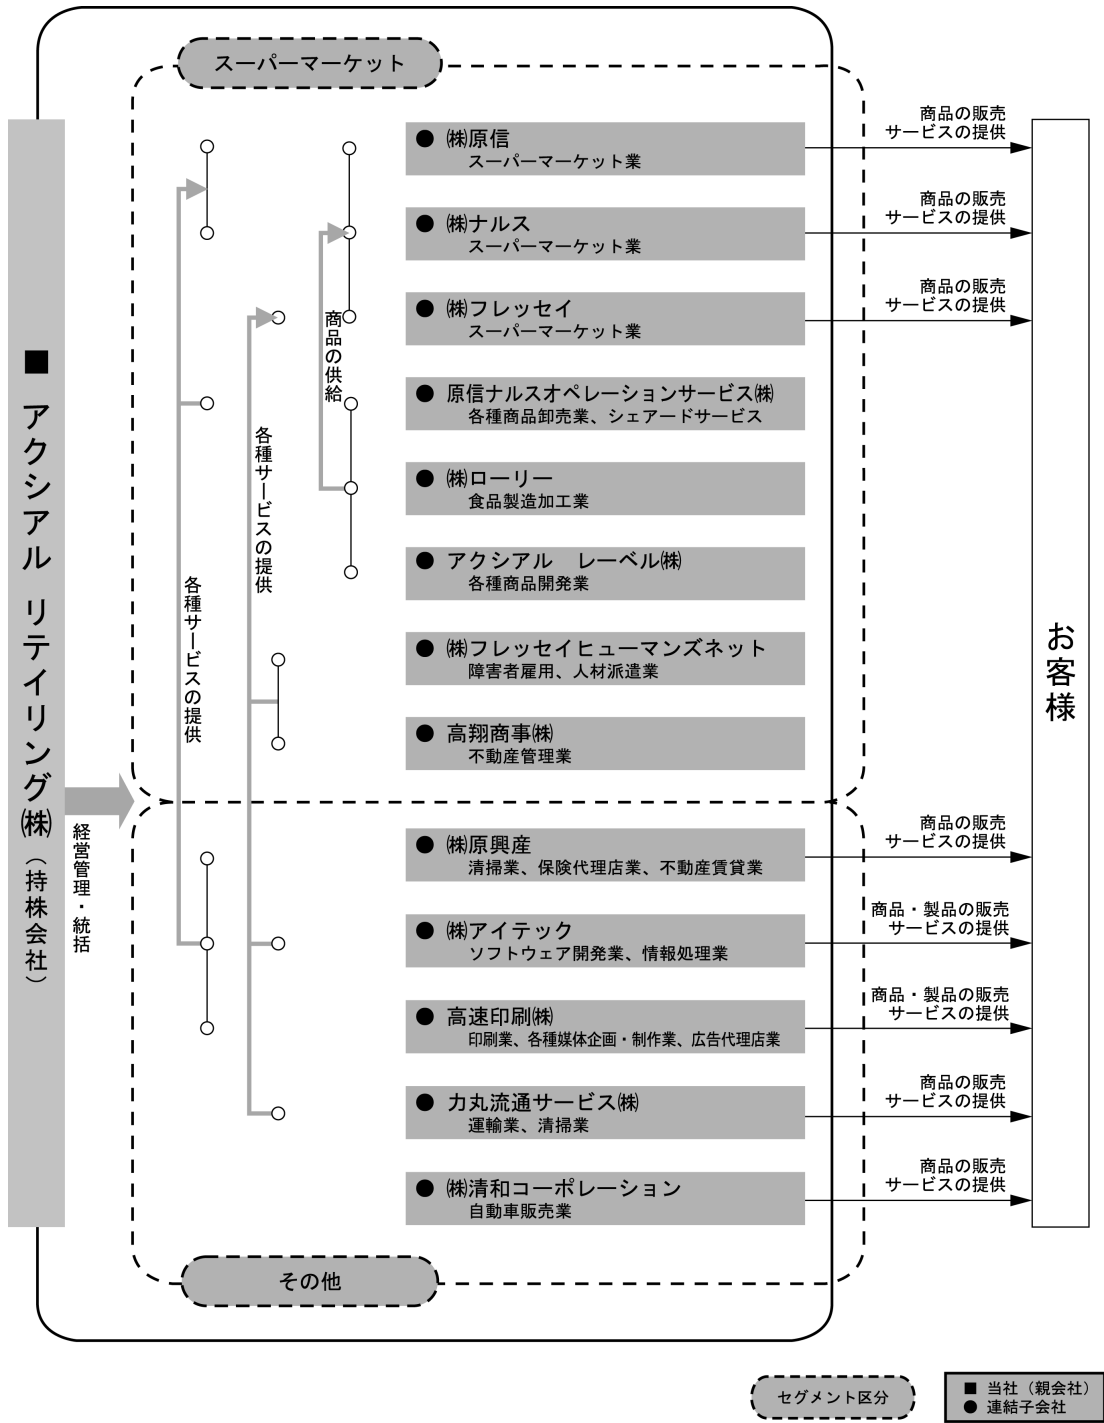 スーパーマーケット
■ アクシアル リテイリング㈱（持株会社）
経営管理・統括
各種サービスの提供
各種サービスの提供
商品の供給
● ㈱原信
スーパーマーケット業
商品の販売
サービスの提供
● ㈱ナルス
スーパーマーケット業
商品の販売
サービスの提供
● ㈱フレッセイ
スーパーマーケット業
商品の販売
サービスの提供
● 原信ナルスオペレーションサービス㈱
各種商品卸売業、シェアードサービス
● ㈱ローリー
食品製造加工業
● アクシアル　レーベル㈱
各種商品開発業
● ㈱フレッセイヒューマンズネット
障害者雇用、人材派遣業
● 高翔商事㈱
不動産管理業
● ㈱原興産
清掃業、保険代理店業、不動産賃貸業
商品の販売
サービスの提供
● ㈱アイテック
ソフトウェア開発業、情報処理業
商品・製品の販売
サービスの提供
● 高速印刷㈱
印刷業、各種媒体企画・制作業、広告代理店業
商品・製品の販売
サービスの提供
● 力丸流通サービス㈱
運輸業、清掃業
商品の販売
サービスの提供
● ㈱清和コーポレーション
自動車販売業
商品の販売
サービスの提供
お客様
その他
セグメント区分
■ 当社（親会社）
● 連結子会社